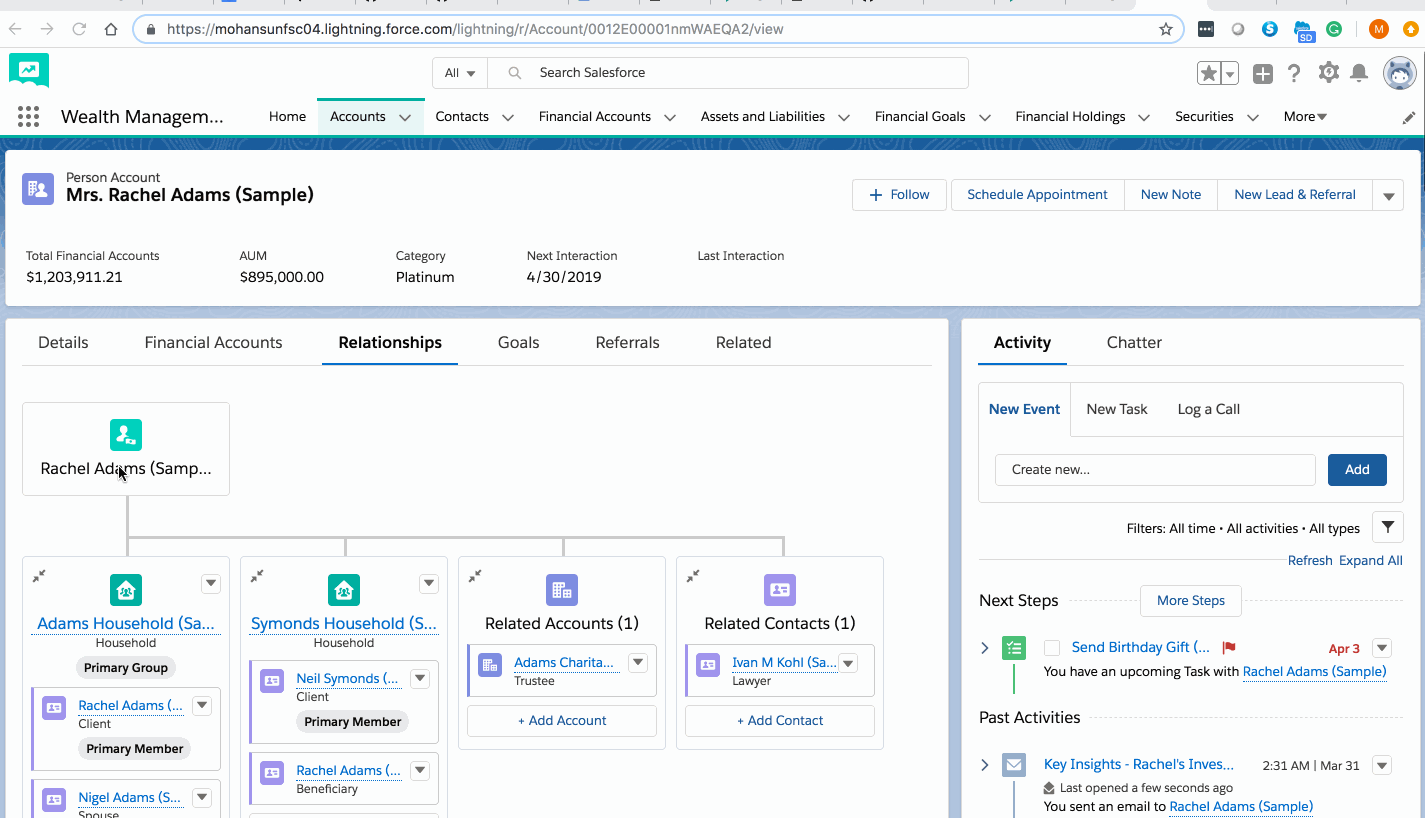 https://mohansunfsc04.lightning.force.com/lightning/r/Account/0012E00001nmWAEQA2/view
SD
M
All
Search Salesforce
Wealth Managem...
Home
Accounts
Contacts
Financial Accounts
Assets and Liabilities
Financial Goals
Financial Holdings
Securities
More
Person Account
Mrs. Rachel Adams (Sample)
+ Follow
Schedule Appointment
New Note
New Lead & Referral
Total Financial Accounts
$1,203,911.21
AUM
$895,000.00
Category
Platinum
Next Interaction
4/30/2019
Last Interaction
Details
Financial Accounts
Relationships
Goals
Referrals
Related
Rachel Adams (Samp...
Adams Household (Sa...
Household
Primary Group
Rachel Adams (...
Client
Primary Member
Nigel Adams (S...
Spouse
Symonds Household (S...
Household
Neil Symonds (...
Client
Primary Member
Rachel Adams (...
Beneficiary
Related Accounts (1)
Adams Charita...
Trustee
+ Add Account
Related Contacts (1)
Ivan M Kohl (Sa...
Lawyer
+ Add Contact
Activity
Chatter
New Event
New Task
Log a Call
Create new...
Add
Filters: All time • All activities • All types
Refresh
Expand All
Next Steps
More Steps
Send Birthday Gift (...
Apr 3
You have an upcoming Task with Rachel Adams (Sample)
Past Activities
Key Insights - Rachel's Inves...
2:31 AM | Mar 31
Last opened a few seconds ago
You sent an email to Rachel Adams (Sample)